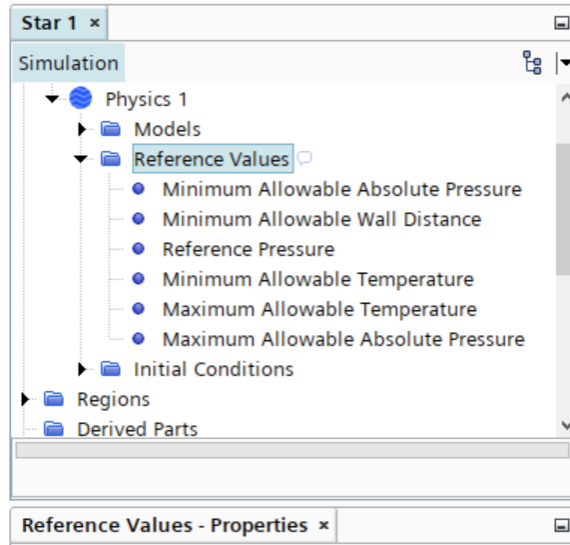 Star 1 ×
Simulation
Physics 1
Models
Reference Values
Minimum Allowable Absolute Pressure
Minimum Allowable Wall Distance
Reference Pressure
Minimum Allowable Temperature
Maximum Allowable Temperature
Maximum Allowable Absolute Pressure
Initial Conditions
Regions
Derived Parts
Reference Values - Properties ×